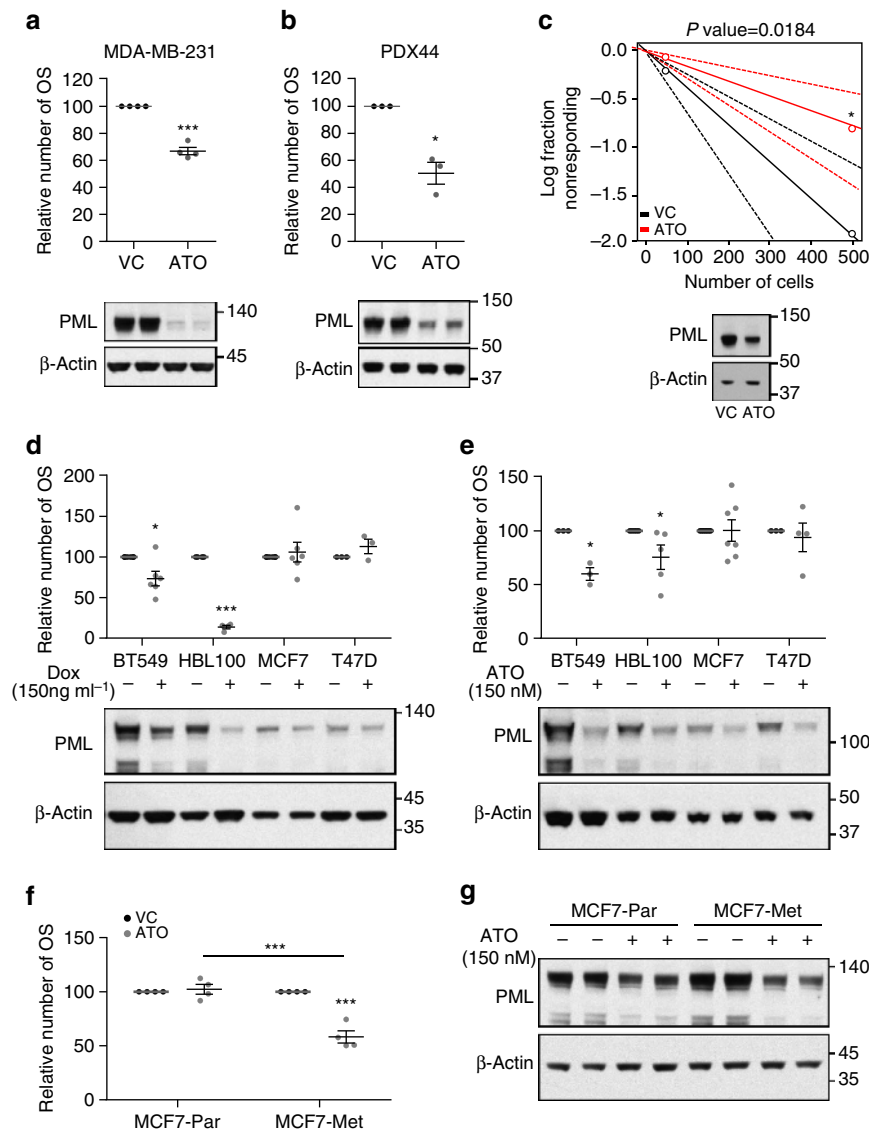 a
MDA-MB-231
Relative number of OS
120
100
80
60
40
20
0
***
VC ATO
PML
140
β-Actin
45
b
PDX44
Relative number of OS
120
100
80
60
40
20
0
*
VC ATO
PML
150
50
β-Actin
37
c
P value=0.0184
Log fraction
nonresponding
0.0
−0.5
−1.0
−1.5
−2.0
*
VC
ATO
0 100 200 300 400 500
Number of cells
PML
150
50
β-Actin
37
VC ATO
d
Relative number of OS
200
150
100
50
0
*
***
BT549 HBL100 MCF7 T47D
Dox
(150ng ml−1)
− + − + − + − +
PML
140
β-Actin
45
35
e
Relative number of OS
150
100
50
0
*
*
BT549 HBL100 MCF7 T47D
ATO
(150 nM)
− + − + − + − +
PML
100
β-Actin
50
37
f
VC
ATO
Relative number of OS
150
100
50
0
***
***
MCF7-Par MCF7-Met
g
MCF7-Par MCF7-Met
ATO
(150 nM)
− − + + − − + +
PML
140
β-Actin
45
35